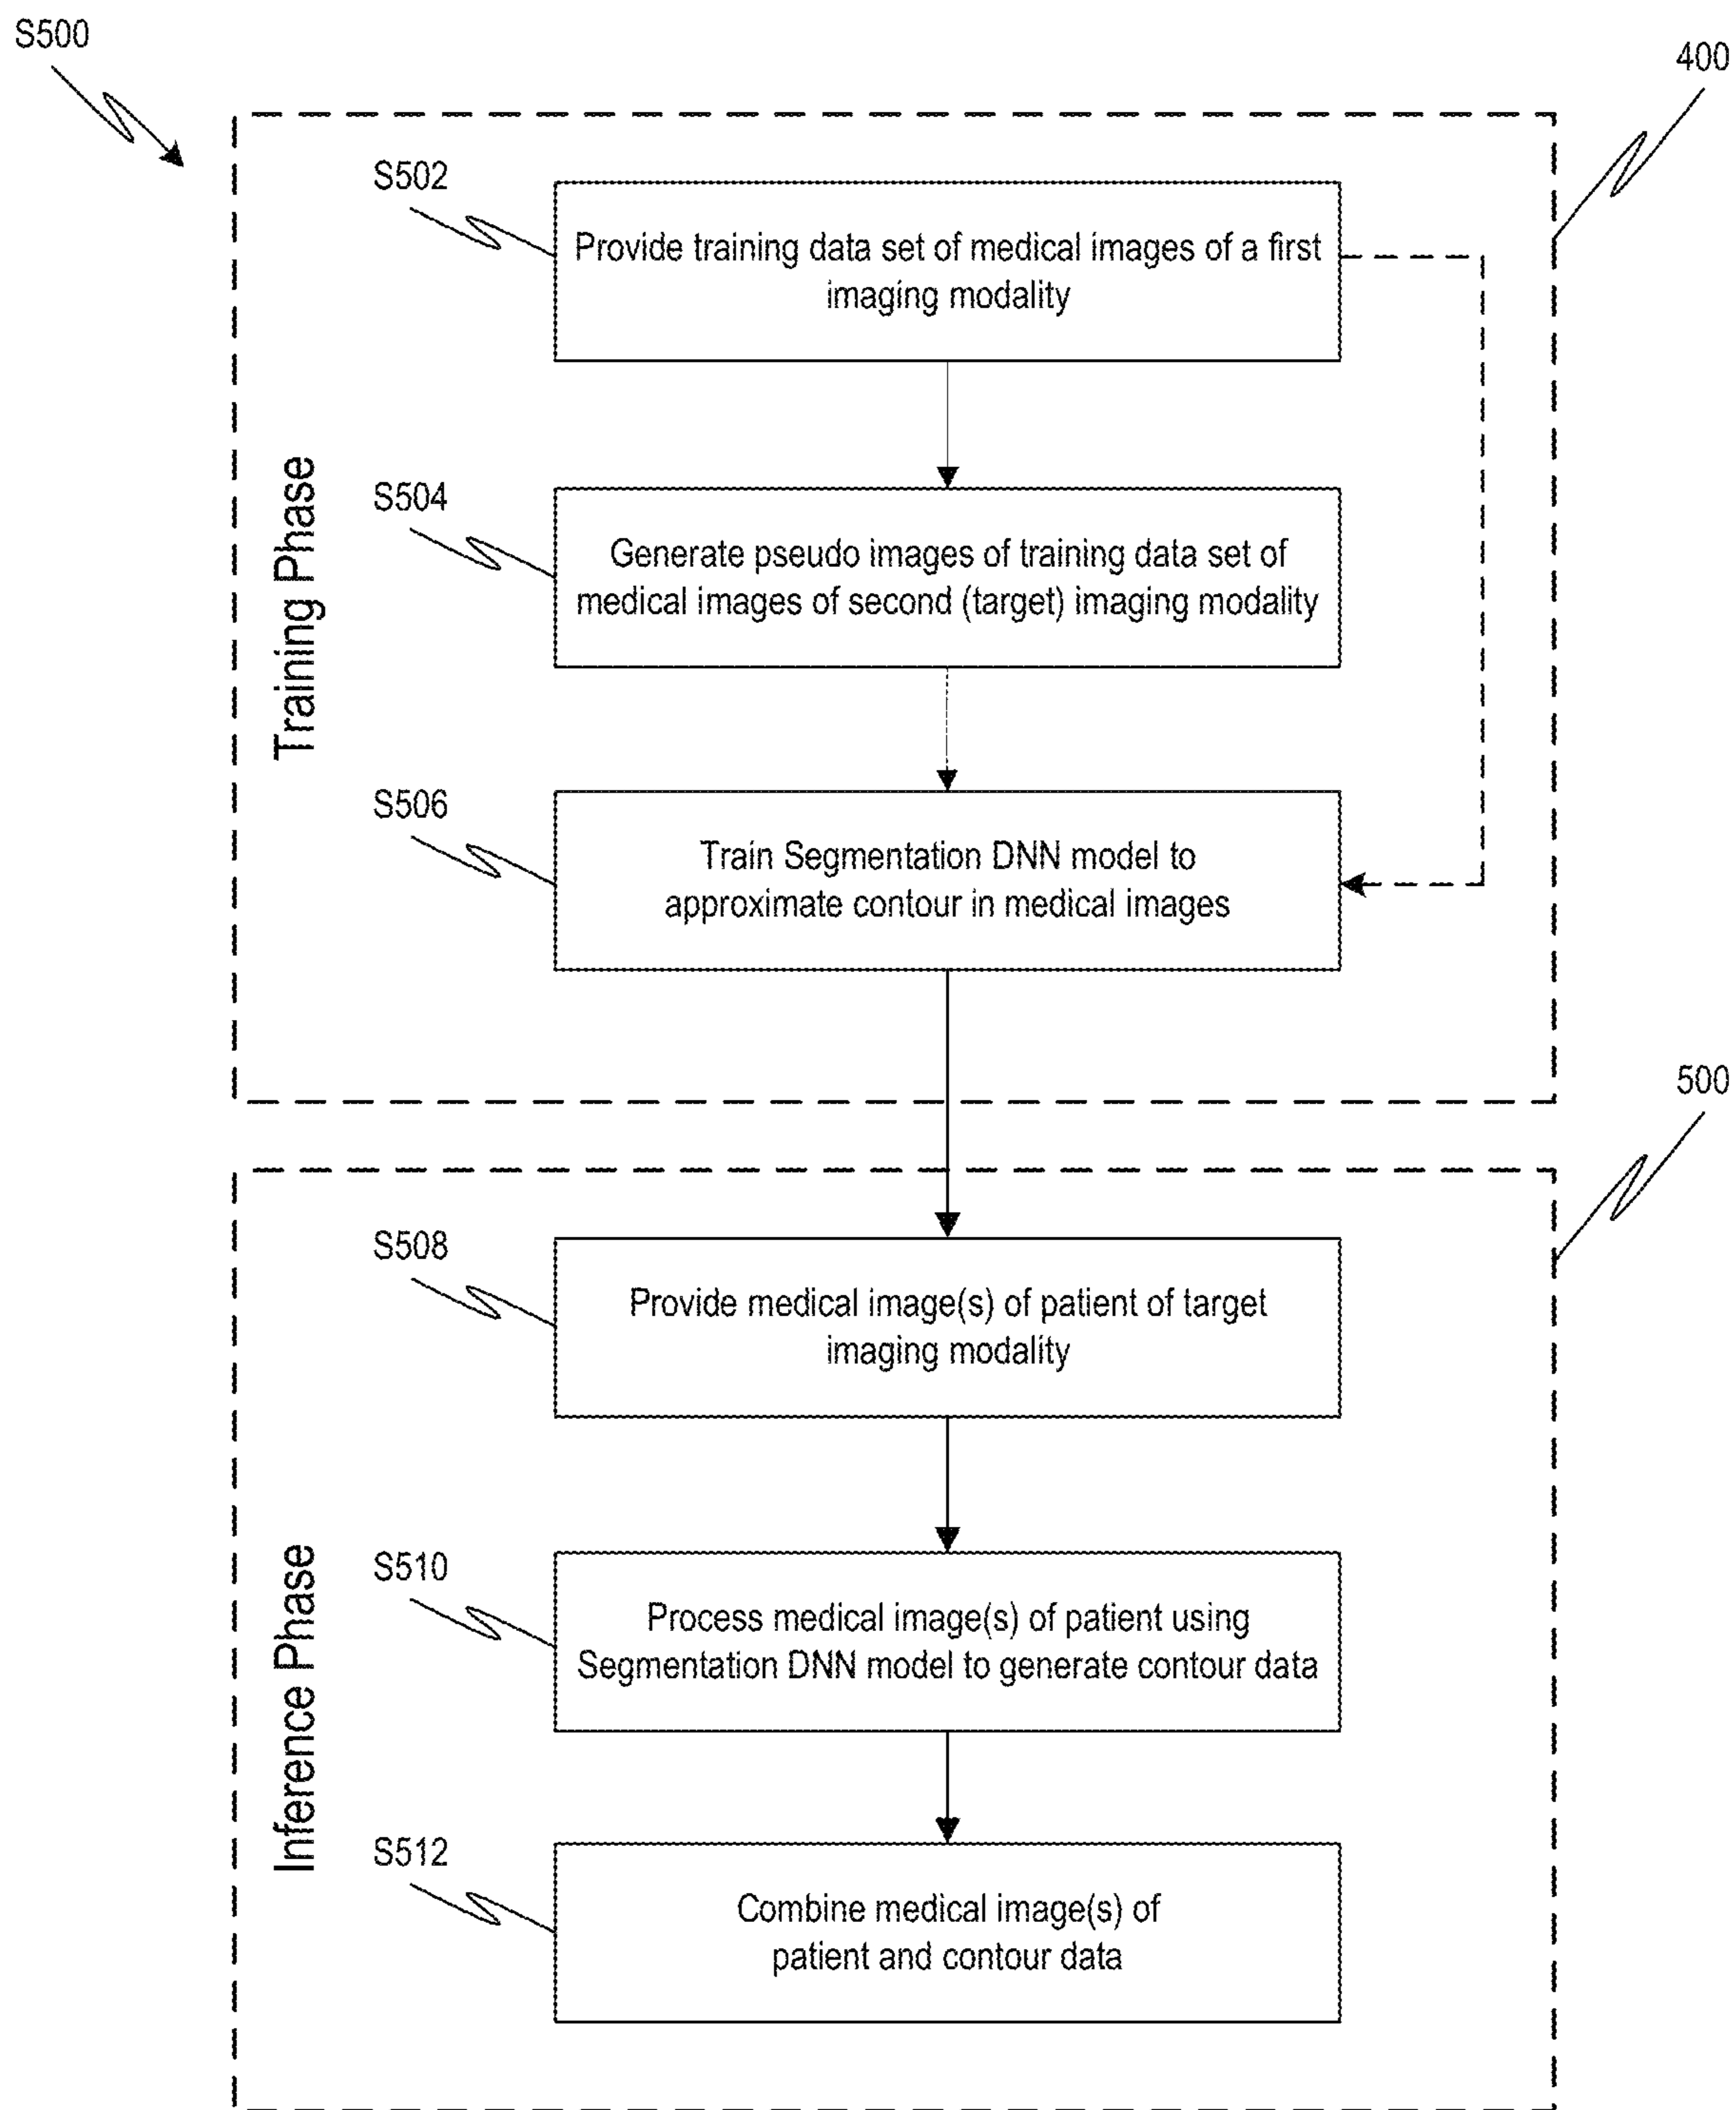 S500
400
S502
Provide training data set of medical images of a first
imaging modality
Training Phase
S504
Generate pseudo images of training data set of
medical images of second (target) imaging modality
S506
Train Segmentation DNN model to
approximate contour in medical images
500
S508
Provide medical image(s) of patient of target
imaging modality
Inference Phase
S510
Process medical image(s) of patient using
Segmentation DNN model to generate contour data
S512
Combine medical image(s) of
patient and contour data